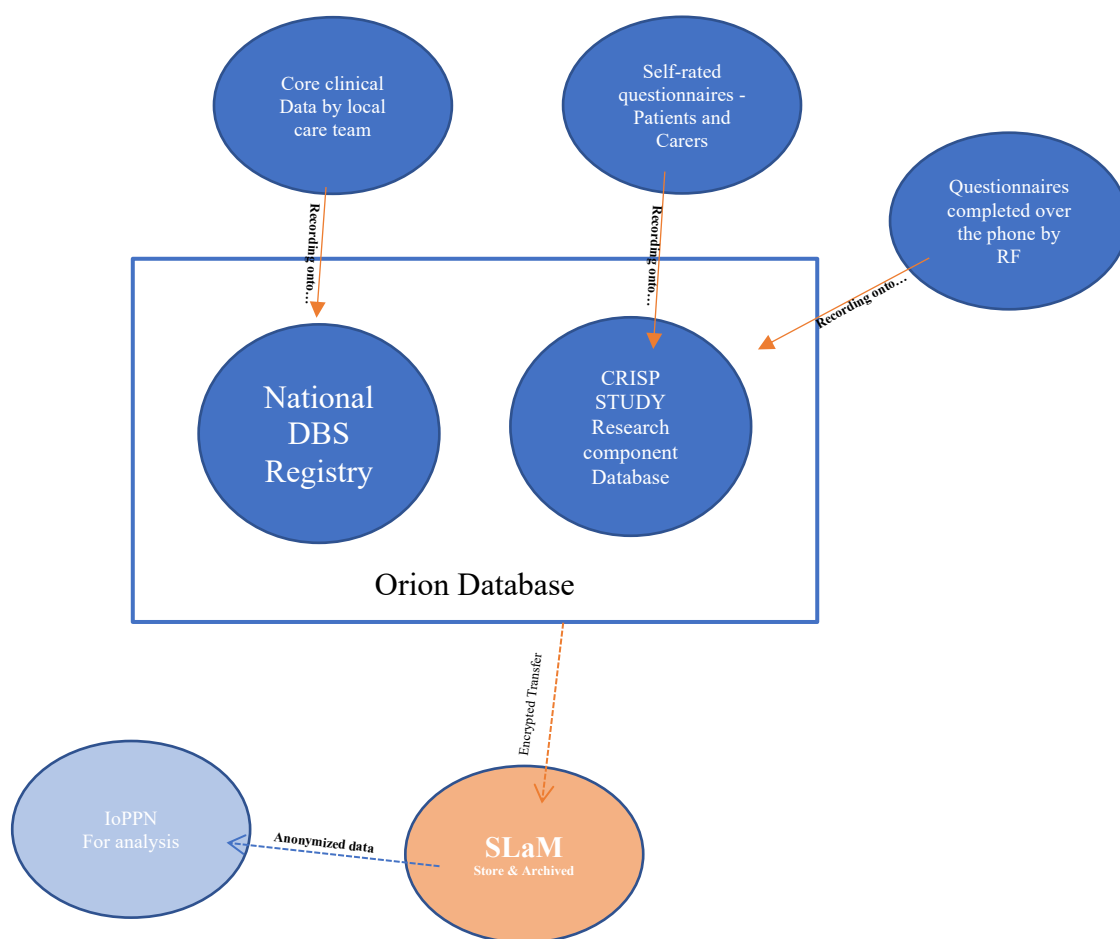 Core clinical
Data by local
care team
Self-rated
questionnaires -
Patients and
Carers
Questionnaires
completed over
the phone by
RF
Recording onto…
Recording onto…
Recording onto…
National
DBS
Registry
CRISP
STUDY
Research
component
Database
Orion Database
Encrypted Transfer
IoPPN
For analysis
Anonymized data
SLaM
Store & Archived